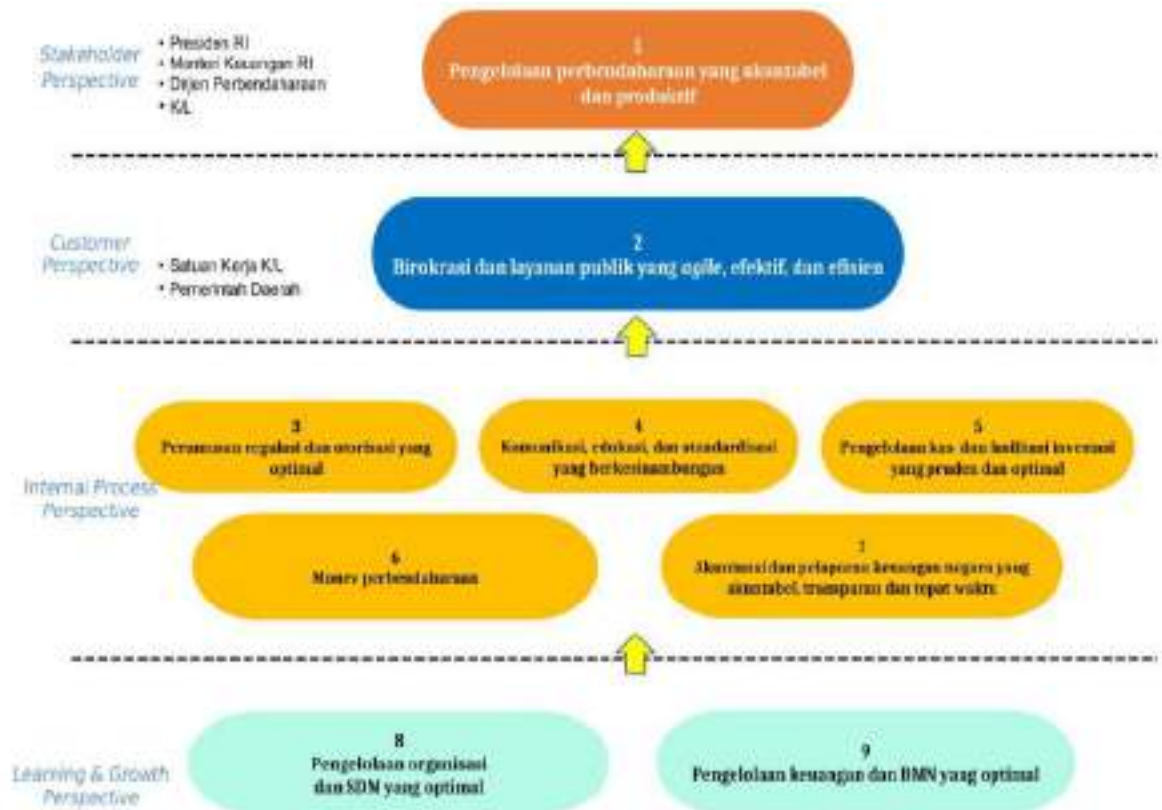 Stakeholder
Perspective
• Presiden RI
• Menteri Keuangan RI
• Dirjen Perbendaharaan
• K/L
1
Pengelolaan perbendaharaan yang akuntabel
dan produktif
Customer
Perspective
• Satuan Kerja K/L
• Pemerintah Daerah
2
Birokrasi dan layanan publik yang agile, efektif, dan efisien
Internal Process
Perspective
3
Perumusan regulasi dan otorisasi yang
optimal
4
Komunikasi, edukasi, dan standardisasi
yang berkesinambungan
5
Pengelolaan kas dan investasi
yang pruden dan optimal
6
Monev perbendaharaan
7
Akuntansi dan pelaporan keuangan negara yang
akuntabel, transparan dan tepat waktu
Learning & Growth
Perspective
8
Pengelolaan organisasi
dan SDM yang optimal
9
Pengelolaan keuangan dan BMN yang optimal